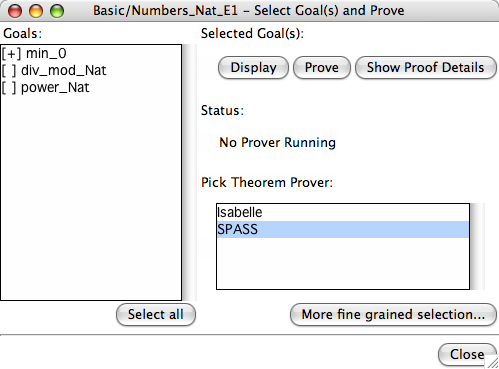 Basic/Numbers_Nat_E1 - Select Goal(s) and Prove
Goals:
[+] min_0
[ ] div_mod_Nat
[ ] power_Nat
Select all
Selected Goal(s):
Display Prove Show Proof Details
Status:
No Prover Running
Pick Theorem Prover:
Isabelle
SPASS
More fine grained selection...
Close